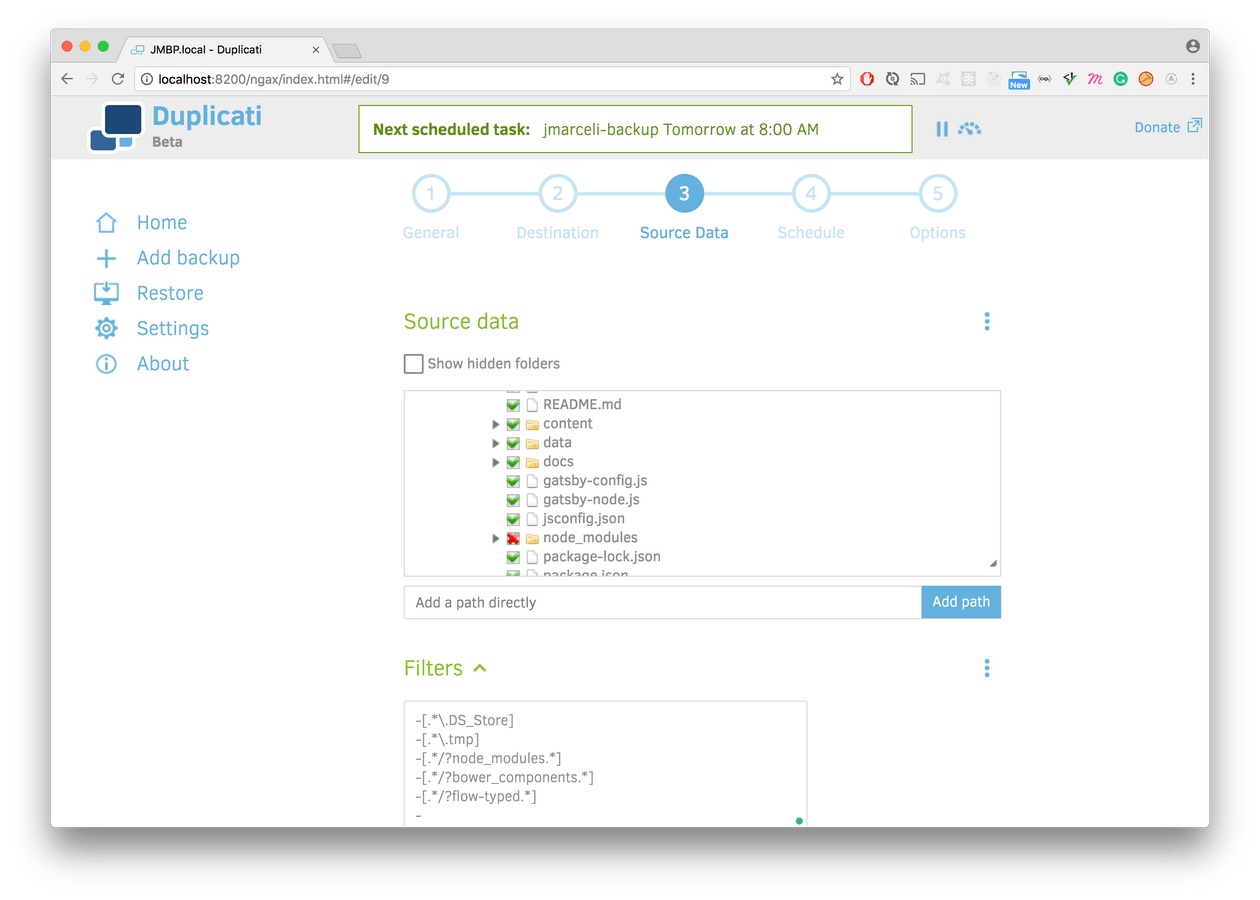 JMBP.local - Duplicati
localhost:8200/ngax/index.html#/edit/9
New
Duplicati
Beta
Next scheduled task: jmarceli-backup Tomorrow at 8:00 AM
Donate
1 2 3 4 5
General Destination Source Data Schedule Options
Home
Add backup
Restore
Settings
About
Source data
Show hidden folders
README.md
content
data
docs
gatsby-config.js
gatsby-node.js
jsconfig.json
node_modules
package-lock.json
package.json
Add a path directly
Add path
Filters
-[.*\.DS_Store]
-[.*\.tmp]
-[.*/?node_modules.*]
-[.*/?bower_components.*]
-[.*/?flow-typed.*]
-